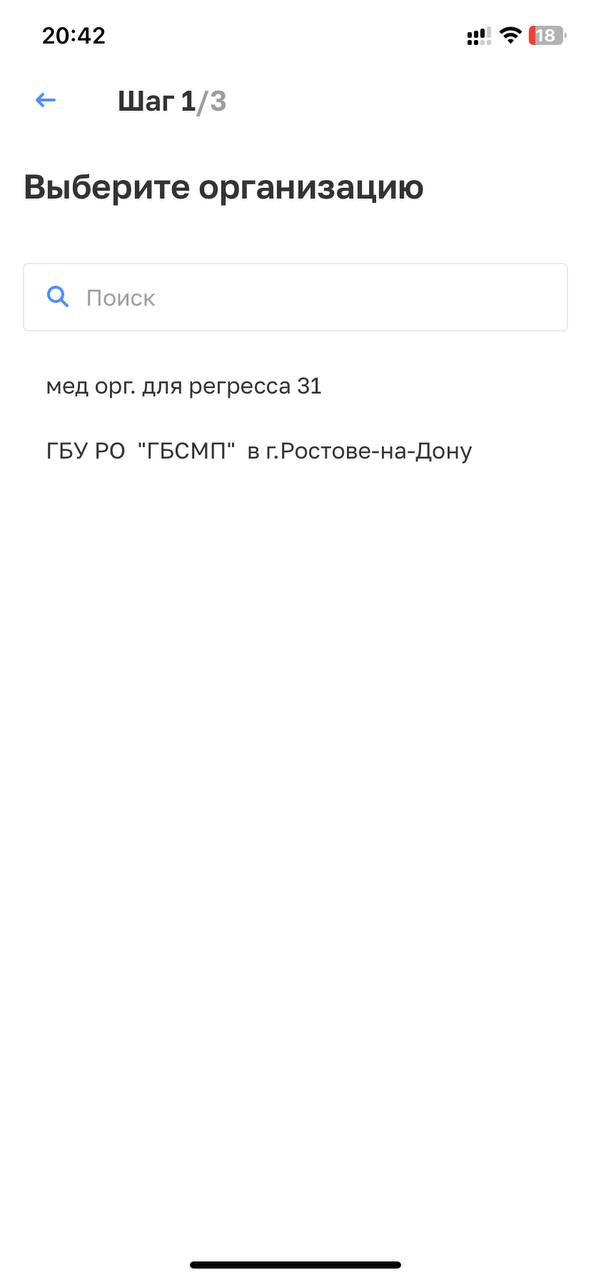 20:42
18
Шаг 1/3
Выберите организацию
Поиск
мед орг. для регресса 31
ГБУ РО  "ГБСМП"  в г.Ростове-на-Дону